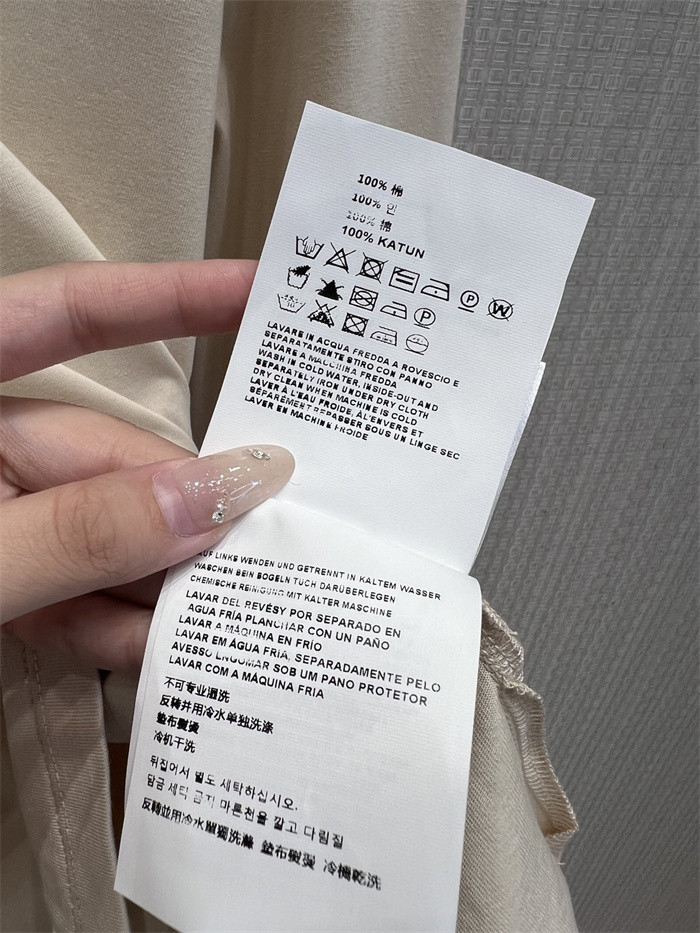 100% 棉
100% 인
100% 棉
100% KATUN
P W
P
LAVARE IN ACQUA FREDDA A ROVESCIO E
SEPARATAMENTE STIRO CON PANNO
LAVARE A MACCHINA FREDDA
WASH IN COLD WATER, INSIDE-OUT AND
SEPARATELY IRON UNDER DRY CLOTH
DRY CLEAN WHEN MACHINE IS COLD
LAVER À L'EAU FROIDE, À L'ENVERS ET
SÉPARÉMENT REPASSER SOUS UN LINGE SEC
LAVER EN MACHINE FROIDE
AUF LINKS WENDEN UND GETRENNT IN KALTEM WASSER
WASCHEN BEIN BOGELN TUCH DARÜBERLEGEN
CHEMISCHE REINIGUNG MIT KALTER MASCHINE
LAVAR DEL REVÉSY POR SEPARADO EN
AGUA FRÍA PLANCHAR CON UN PAÑO
LAVAR A MÁQUINA EN FRÍO
LAVAR EM ÁGUA FRIA, SEPARADAMENTE PELO
AVESSO ENGOMAR SOB UM PANO PROTETOR
LAVAR COM A MÁQUINA FRIA
不可专业湿洗
反转并用冷水单独洗涤
垫布熨烫
冷机干洗
뒤집어서 별도 세탁하십시오.
담금 세탁 금지 마른천을 깔고 다림질
反轉並用冷水單獨洗滌 墊布熨燙 冷機乾洗